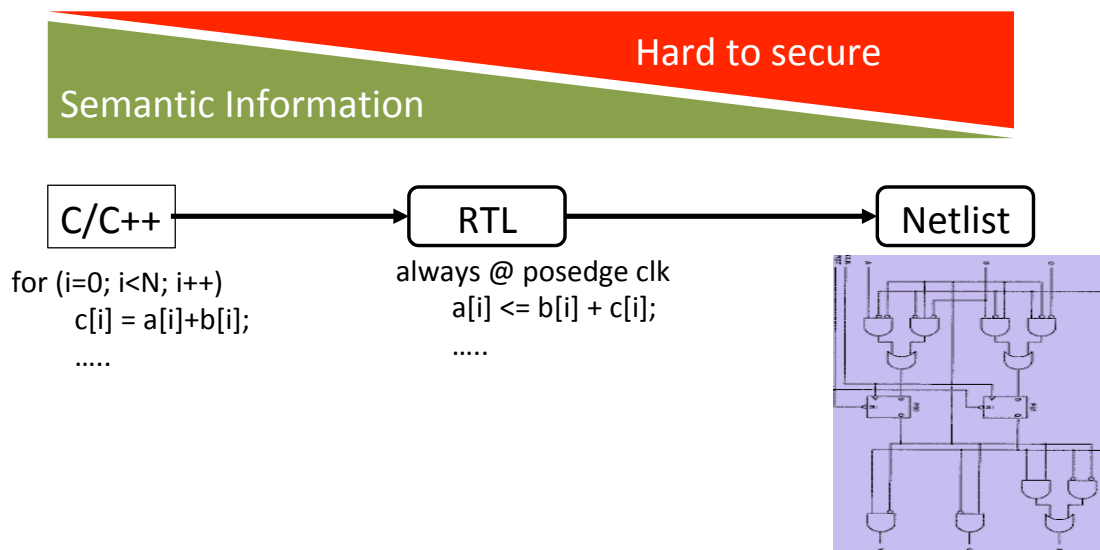 Hard to secure
Semantic Information
C/C++
RTL
Netlist
for (i=0; i<N; i++)
c[i] = a[i]+b[i];
.....
always @ posedge clk
a[i] <= b[i] + c[i];
.....
A
B